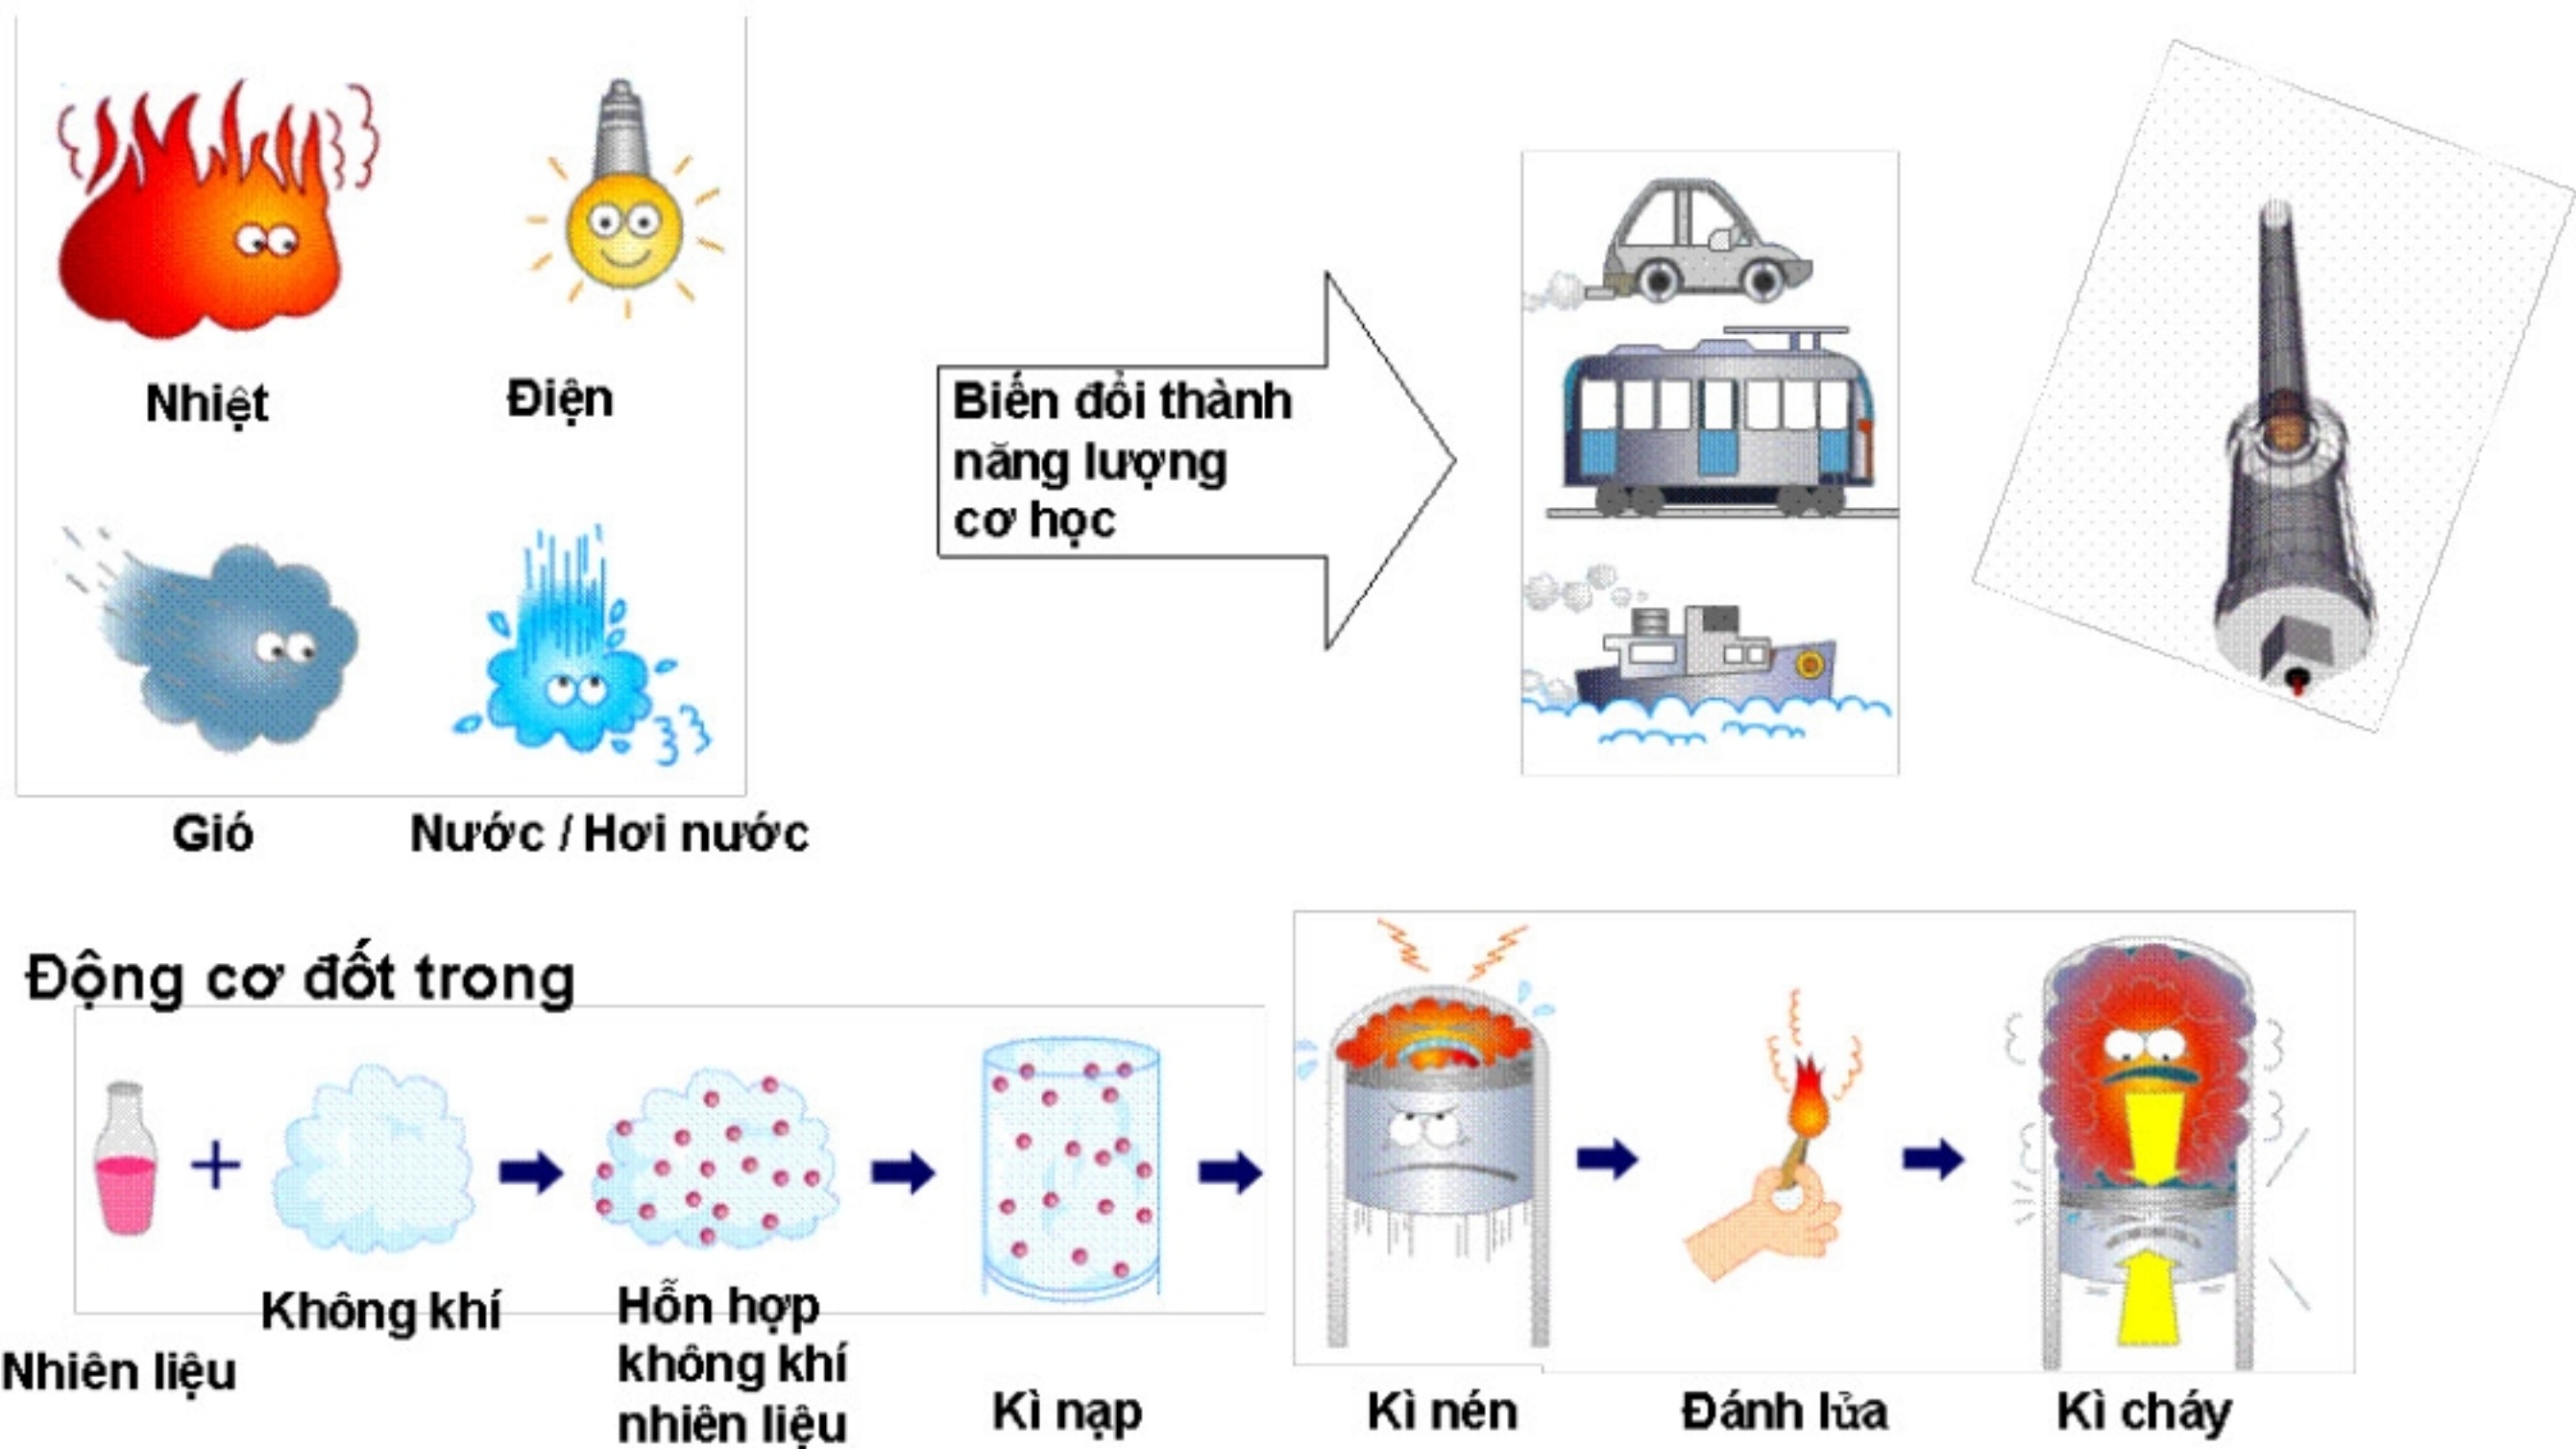 Nhiệt
Điện
Biến đổi thành
năng lượng
cơ học
Gió
Nước / Hơi nước
Động cơ đốt trong
Nhiên liệu
Không khí
Hỗn hợp
không khí
nhiên liệu
Kì nạp
Kì nén
Đánh lửa
Kì cháy